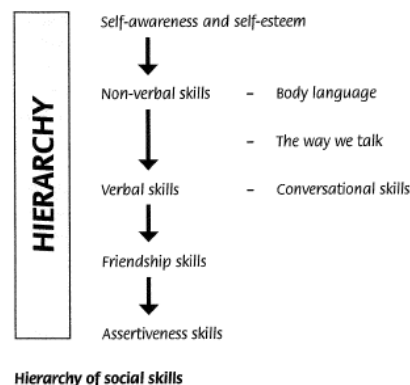 HIERARCHY
Self-awareness and self-esteem
Non-verbal skills – Body language
– The way we talk
Verbal skills – Conversational skills
Friendship skills
Assertiveness skills
Hierarchy of social skills